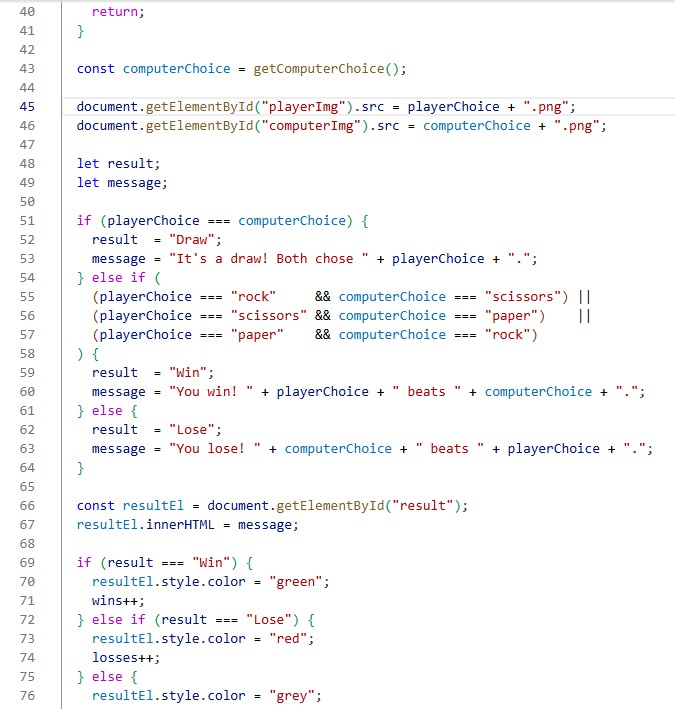 40 return;
41 }
42
43 const computerChoice = getComputerChoice();
44
45 document.getElementById("playerImg").src = playerChoice + ".png";
46 document.getElementById("computerImg").src = computerChoice + ".png";
47
48 let result;
49 let message;
50
51 if (playerChoice === computerChoice) {
52   result  = "Draw";
53   message = "It's a draw! Both chose " + playerChoice + ".";
54 } else if (
55   (playerChoice === "rock"     && computerChoice === "scissors") ||
56   (playerChoice === "scissors" && computerChoice === "paper")    ||
57   (playerChoice === "paper"    && computerChoice === "rock")
58 ) {
59   result  = "Win";
60   message = "You win! " + playerChoice + " beats " + computerChoice + ".";
61 } else {
62   result  = "Lose";
63   message = "You lose! " + computerChoice + " beats " + playerChoice + ".";
64 }
65
66 const resultEl = document.getElementById("result");
67 resultEl.innerHTML = message;
68
69 if (result === "Win") {
70   resultEl.style.color = "green";
71   wins++;
72 } else if (result === "Lose") {
73   resultEl.style.color = "red";
74   losses++;
75 } else {
76   resultEl.style.color = "grey";